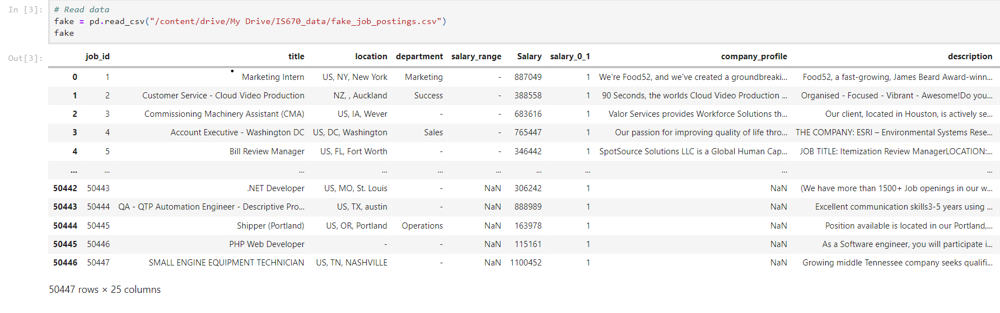 In [3]: # Read data
fake = pd.read_csv("/content/drive/My Drive/IS670_data/fake_job_postings.csv")
fake
Out[3]: job_id title location department salary_range Salary salary_0_1 company_profile description
0 1 Marketing Intern US, NY, New York Marketing - 887049 1 We're Food52, and we've created a groundbreaki... Food52, a fast-growing, James Beard Award-winn...
1 2 Customer Service - Cloud Video Production NZ, , Auckland Success - 388558 1 90 Seconds, the worlds Cloud Video Production ... Organised - Focused - Vibrant - Awesome!Do you...
2 3 Commissioning Machinery Assistant (CMA) US, IA, Wever - - 683616 1 Valor Services provides Workforce Solutions th... Our client, located in Houston, is actively se...
3 4 Account Executive - Washington DC US, DC, Washington Sales - 765447 1 Our passion for improving quality of life thro... THE COMPANY: ESRI – Environmental Systems Rese...
4 5 Bill Review Manager US, FL, Fort Worth - - 346442 1 SpotSource Solutions LLC is a Global Human Cap... JOB TITLE: Itemization Review ManagerLOCATION:...
... ... ... ... ... ... ... ... ... ...
50442 50443 .NET Developer US, MO, St. Louis - NaN 306242 1 NaN (We have more than 1500+ Job openings in our w...
50443 50444 QA - QTP Automation Engineer - Descriptive Pro... US, TX, austin - NaN 888989 1 NaN Excellent communication skills3-5 years using ...
50444 50445 Shipper (Portland) US, OR, Portland Operations NaN 163978 1 NaN Position available is located in our Portland,...
50445 50446 PHP Web Developer - - NaN 115161 1 NaN As a Software engineer, you will participate i...
50446 50447 SMALL ENGINE EQUIPMENT TECHNICIAN US, TN, NASHVILLE - NaN 1100452 1 NaN Growing middle Tennessee company seeks qualifi...
50447 rows × 25 columns